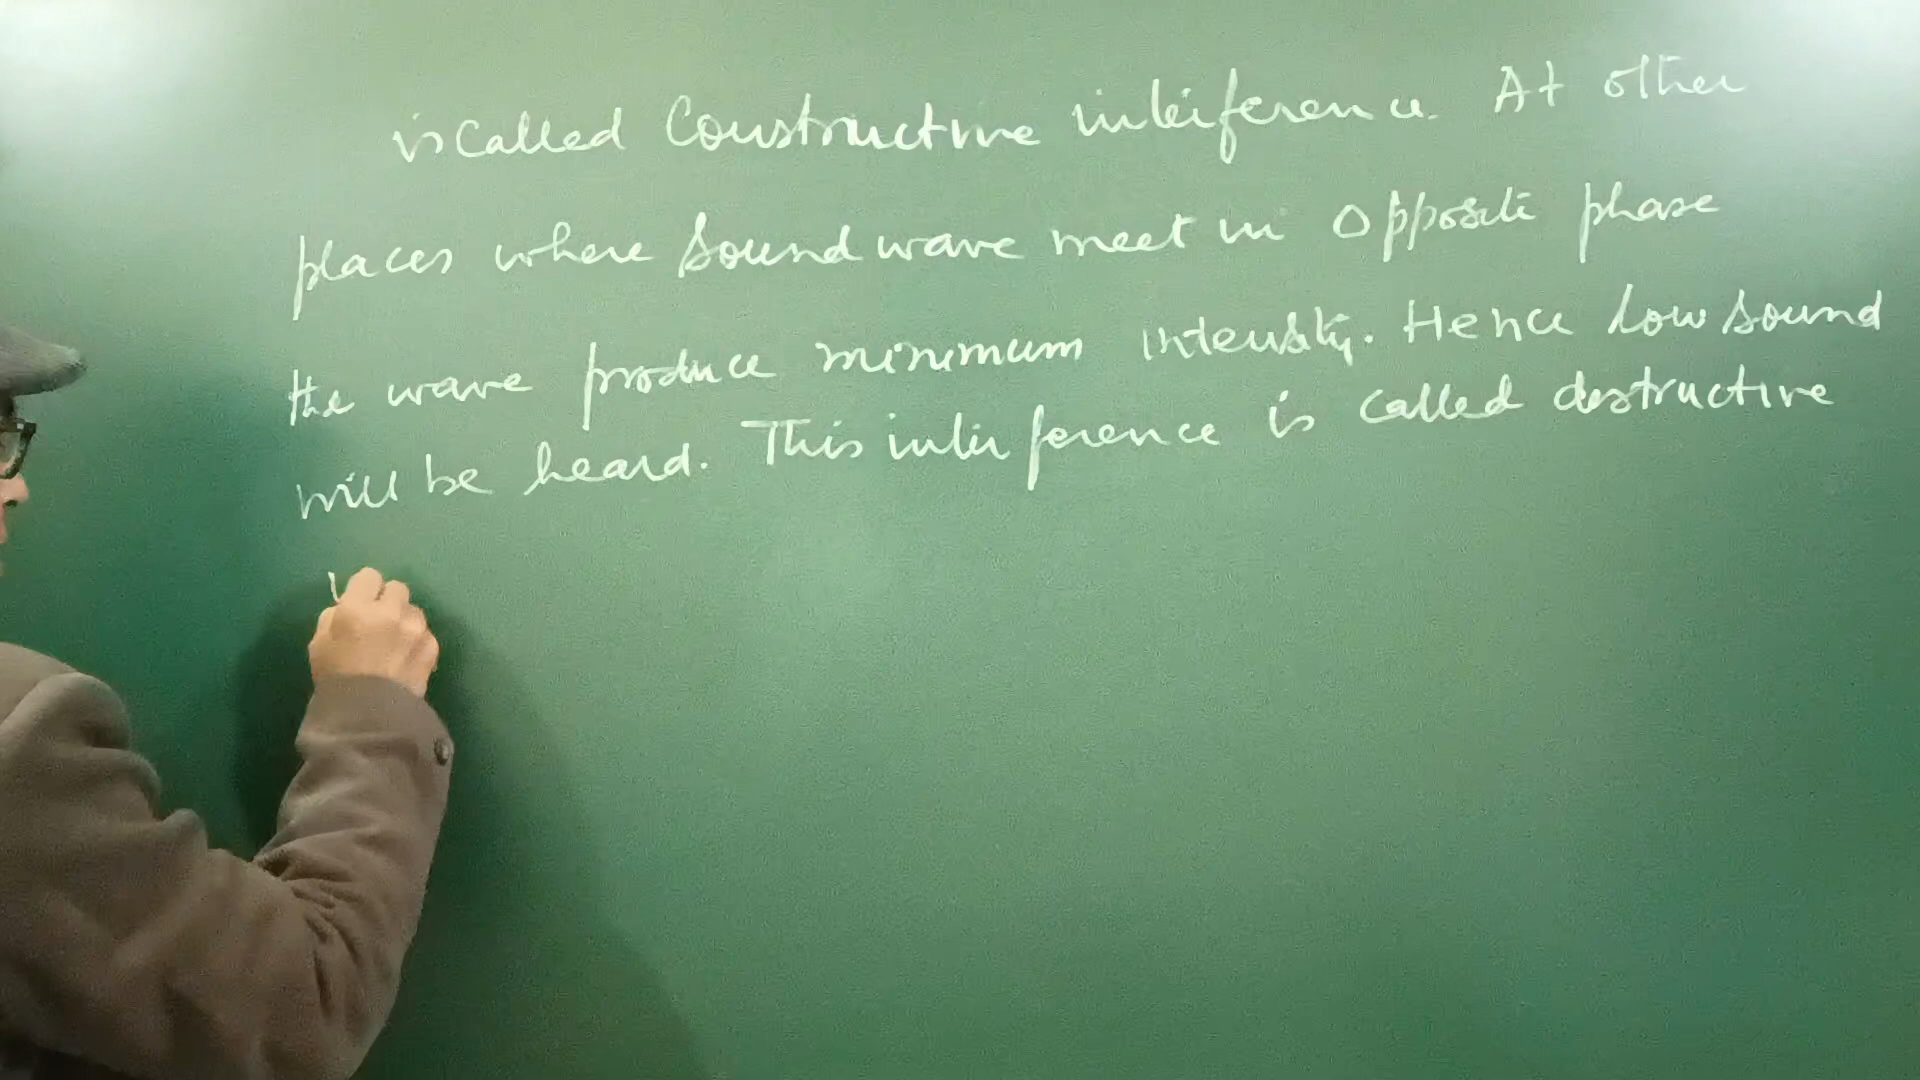 is called Constructive interference. At other
places where sound wave meet in opposite phase
the wave produce minimum intensity. Hence low sound
will be heard. This interference is called destructive